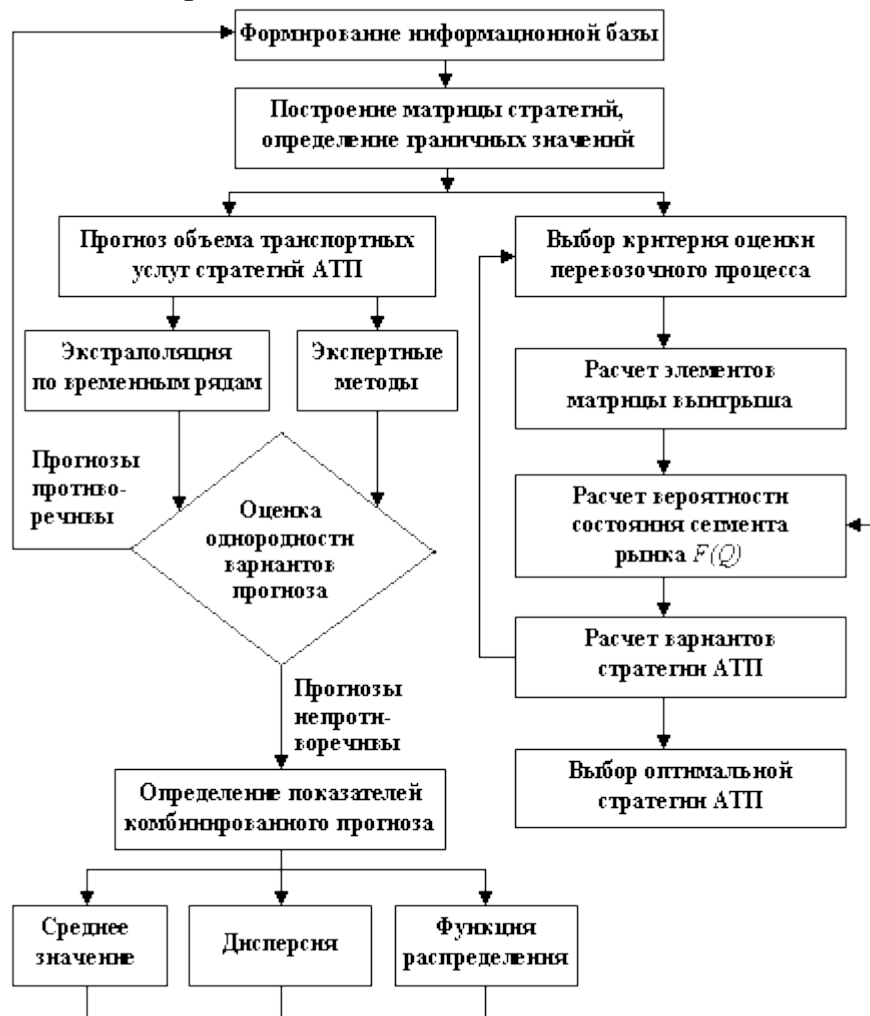 Формирование информационной базы
Построение матрицы стратегий,
определение граничных значений
Прогноз объема транспортных
услуг стратегий АТП
Выбор критерия оценки
перевозочного процесса
Экстраполяция
по временным рядам
Экспертные
методы
Расчет элементов
матрицы выигрыша
Прогнозы
противо-
речивы
Оценка
однородности
вариантов
прогноза
Расчет вероятности
состояния сегмента
рынка F(Q)
Расчет вариантов
стратегии АТП
Прогнозы
непроти-
воречивы
Выбор оптимальной
стратегии АТП
Определение показателей
комбинированного прогноза
Среднее
значение
Дисперсия
Функция
распределения